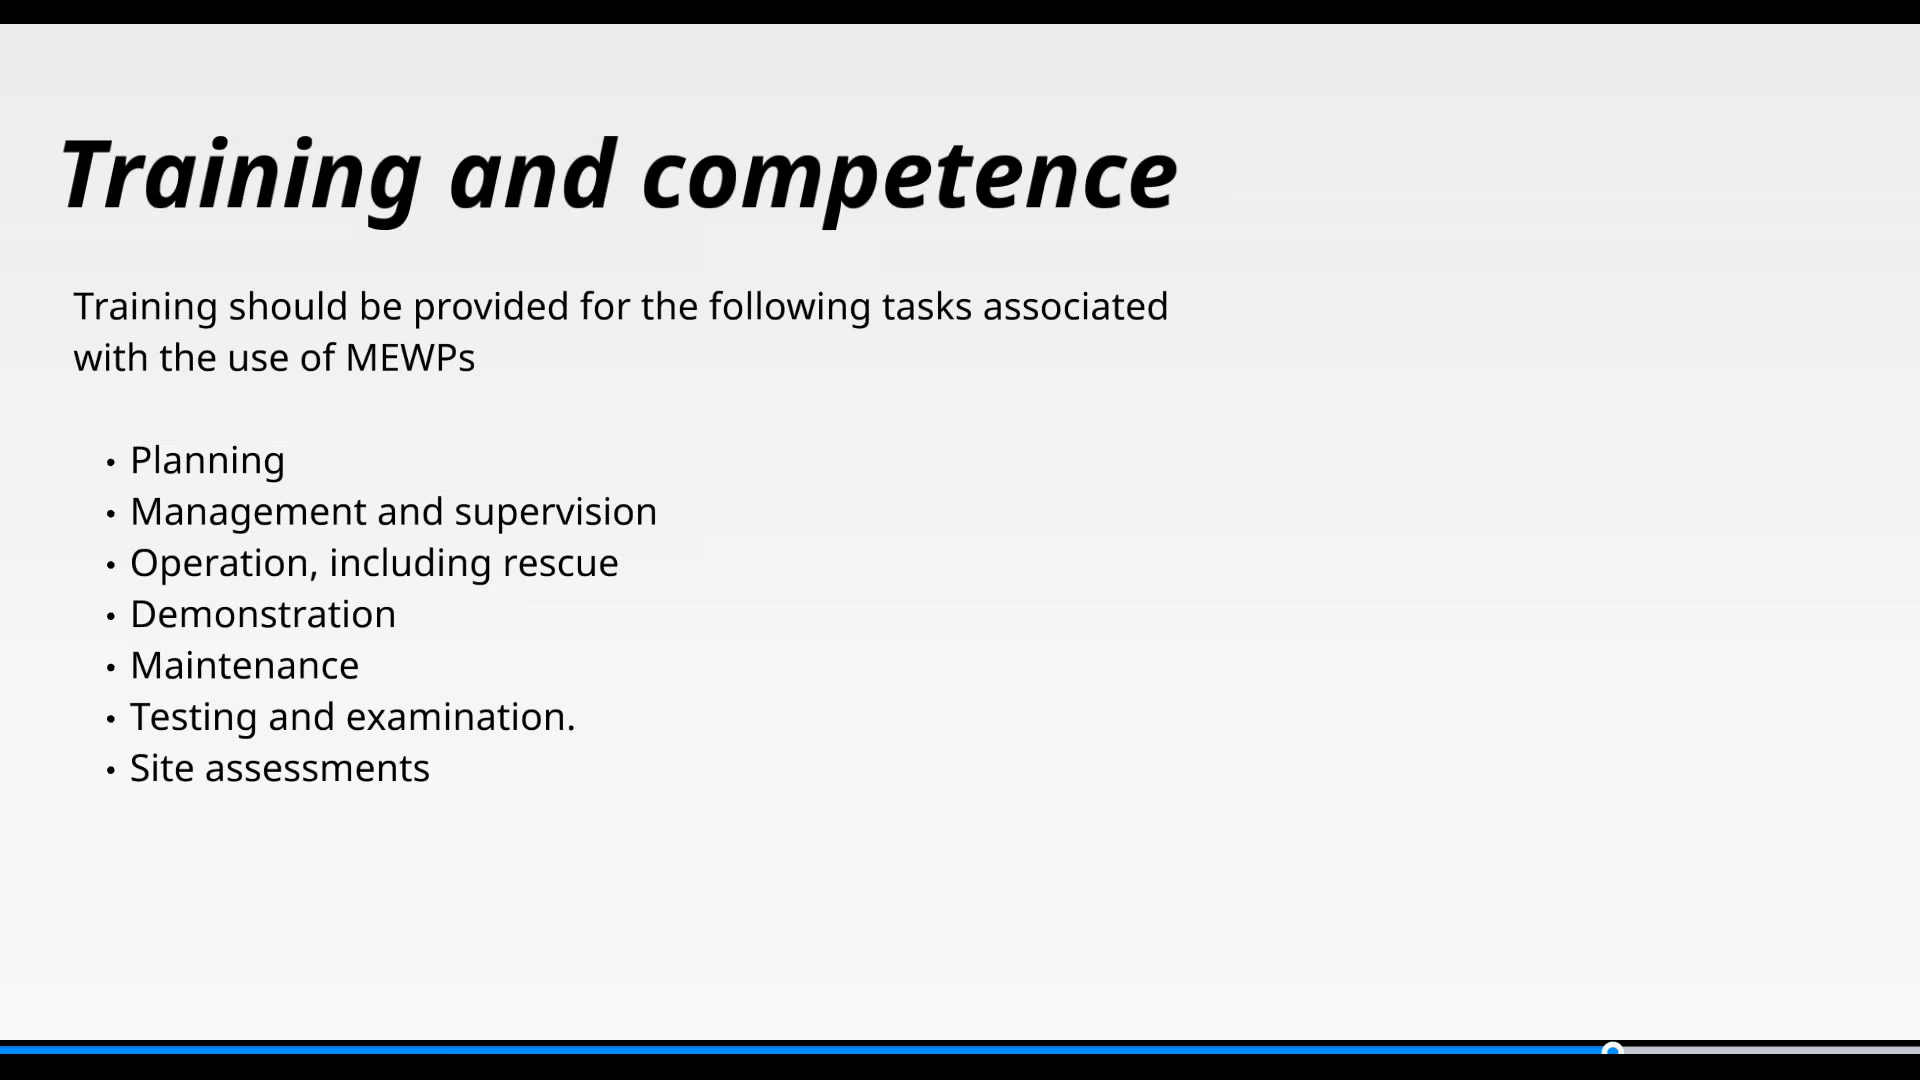 Training and competence
Training should be provided for the following tasks associated
with the use of MEWPs
• Planning
• Management and supervision
• Operation, including rescue
• Demonstration
• Maintenance
• Testing and examination.
• Site assessments